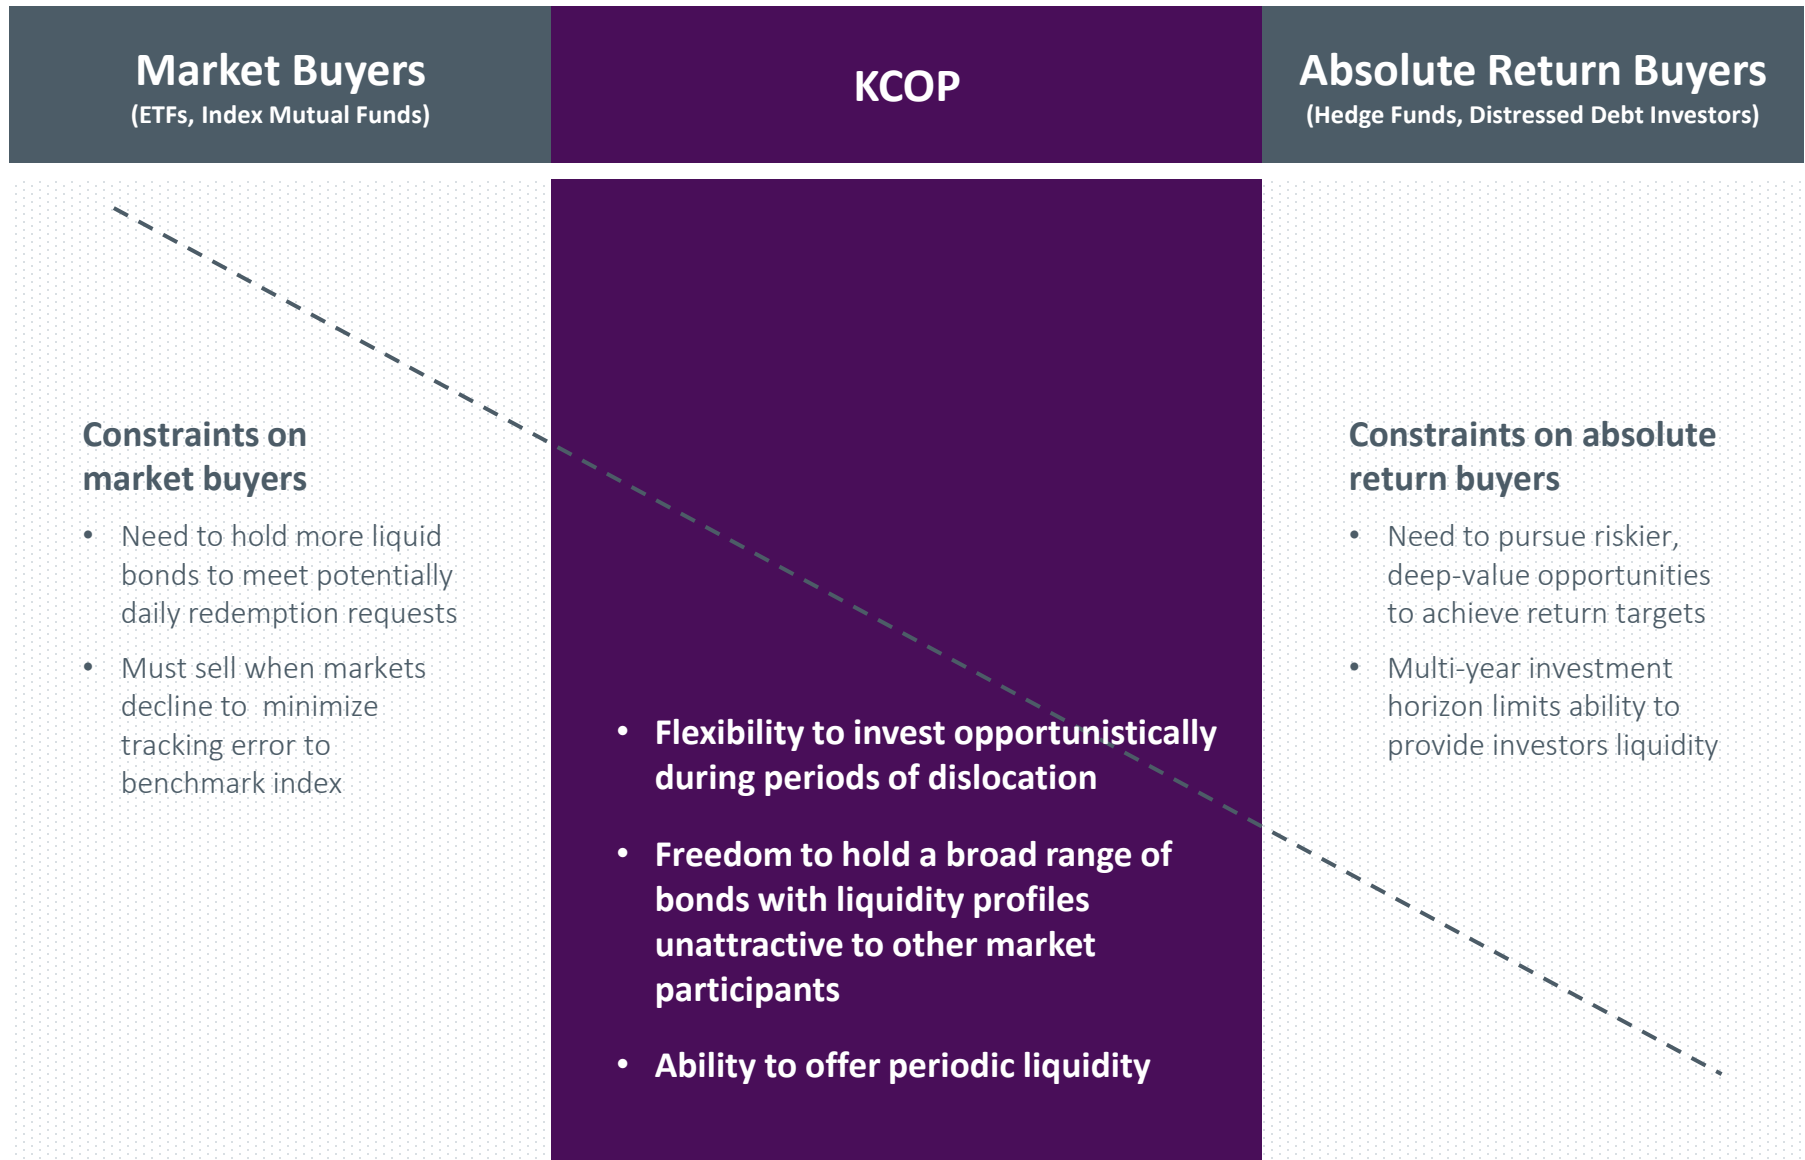 Market Buyers
(ETFs, Index Mutual Funds)
KCOP
Absolute Return Buyers
(Hedge Funds, Distressed Debt Investors)
Constraints on
market buyers
• Need to hold more liquid
bonds to meet potentially
daily redemption requests
• Must sell when markets
decline to  minimize
tracking error to
benchmark index
• Flexibility to invest opportunistically
during periods of dislocation
• Freedom to hold a broad range of
bonds with liquidity profiles
unattractive to other market
participants
• Ability to offer periodic liquidity
Constraints on absolute
return buyers
• Need to pursue riskier,
deep-value opportunities
to achieve return targets
• Multi-year investment
horizon limits ability to
provide investors liquidity